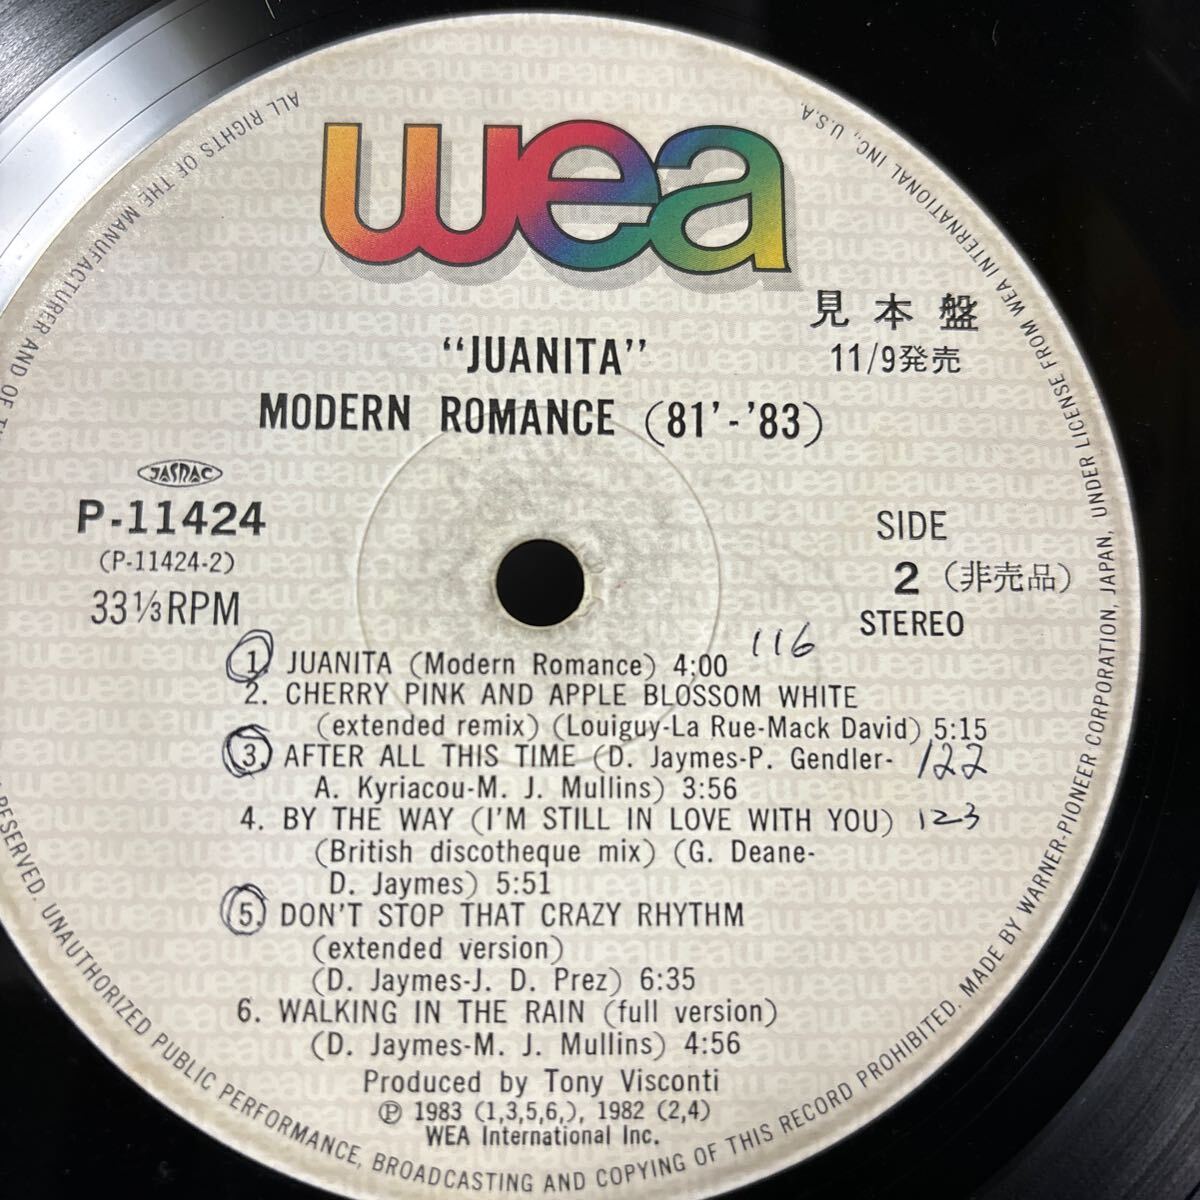 wea
見本盤
"JUANITA"
11/9発売
MODERN ROMANCE (81'-'83)
JASRAC
P-11424
(P-11424-2)
33⅓RPM
SIDE
2 (非売品)
STEREO
1. JUANITA (Modern Romance) 4:00 116
2. CHERRY PINK AND APPLE BLOSSOM WHITE
(extended remix) (Louiguy-La Rue-Mack David) 5:15
3. AFTER ALL THIS TIME (D. Jaymes-P. Gendler- 122
A. Kyriacou-M. J. Mullins) 3:56
4. BY THE WAY (I'M STILL IN LOVE WITH YOU) 123
(British discotheque mix) (G. Deane-
D. Jaymes) 5:51
5. DON'T STOP THAT CRAZY RHYTHM
(extended version)
(D. Jaymes-J. D. Prez) 6:35
6. WALKING IN THE RAIN (full version)
(D. Jaymes-M. J. Mullins) 4:56
Produced by Tony Visconti
Ⓟ 1983 (1,3,5,6,), 1982 (2,4)
WEA International Inc.
ALL RIGHTS OF THE MANUFACTURER AND OF RESERVED. UNAUTHORIZED PUBLIC PERFORMANCE, BROADCASTING AND COPYING OF THIS RECORD PROHIBITED. MADE BY WARNER-PIONEER CORPORATION, JAPAN, UNDER LICENSE FROM WEA INTERNATIONAL INC., U.S.A.